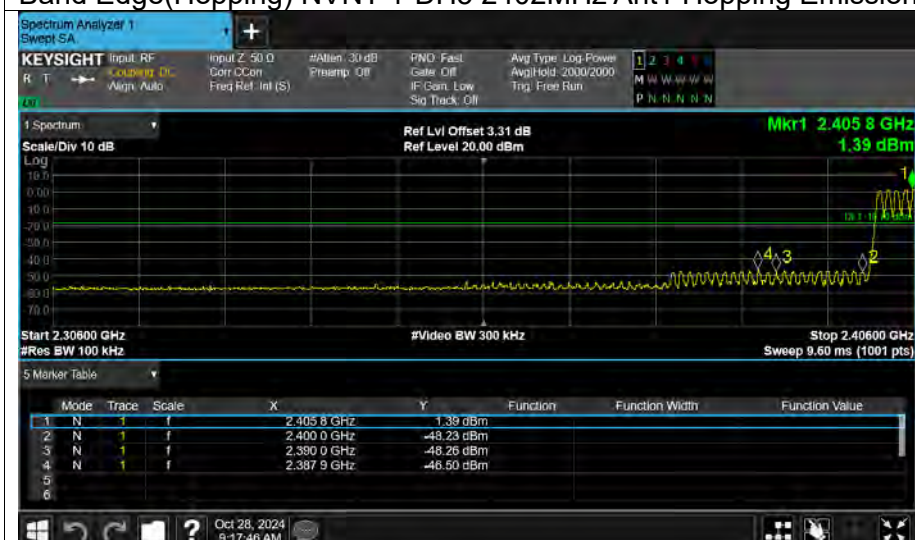 Band Edge(Hopping) NVNT 1-DH5 2402MHz Ant1 Hopping Emission
Spectrum Analyzer 1
Swept SA
+
KEYSIGHT Input: RF Input Z: 50 Ω #Atten: 30 dB PNO: Fast Avg Type: Log-Power 1 2 3 4
R T Coupling: DC Corr CCorr Preamp: Off Gate: Off Avg|Hold: 2000/2000 M W W W W W
Align: Auto Freq Ref: Int (S) IF Gain: Low Trig: Free Run
Sig Track: Off P N N N N N
1 Spectrum
Ref Lvl Offset 3.31 dB Mkr1 2.405 8 GHz
Scale/Div 10 dB Ref Level 20.00 dBm 1.39 dBm
Log
10.0
0.00
-10.0
-20.0
-30.0
-40.0
-50.0
-60.0
-70.0
1
4 3 2
Start 2.30600 GHz #Video BW 300 kHz Stop 2.40600 GHz
#Res BW 100 kHz Sweep 9.60 ms (1001 pts)
5 Marker Table
Mode Trace Scale X Y Function Function Width Function Value
1 N 1 f 2.405 8 GHz 1.39 dBm
2 N 1 f 2.400 0 GHz -48.23 dBm
3 N 1 f 2.390 0 GHz -48.26 dBm
4 N 1 f 2.387 9 GHz -46.50 dBm
5
6
? Oct 28, 2024
9:17:46 AM